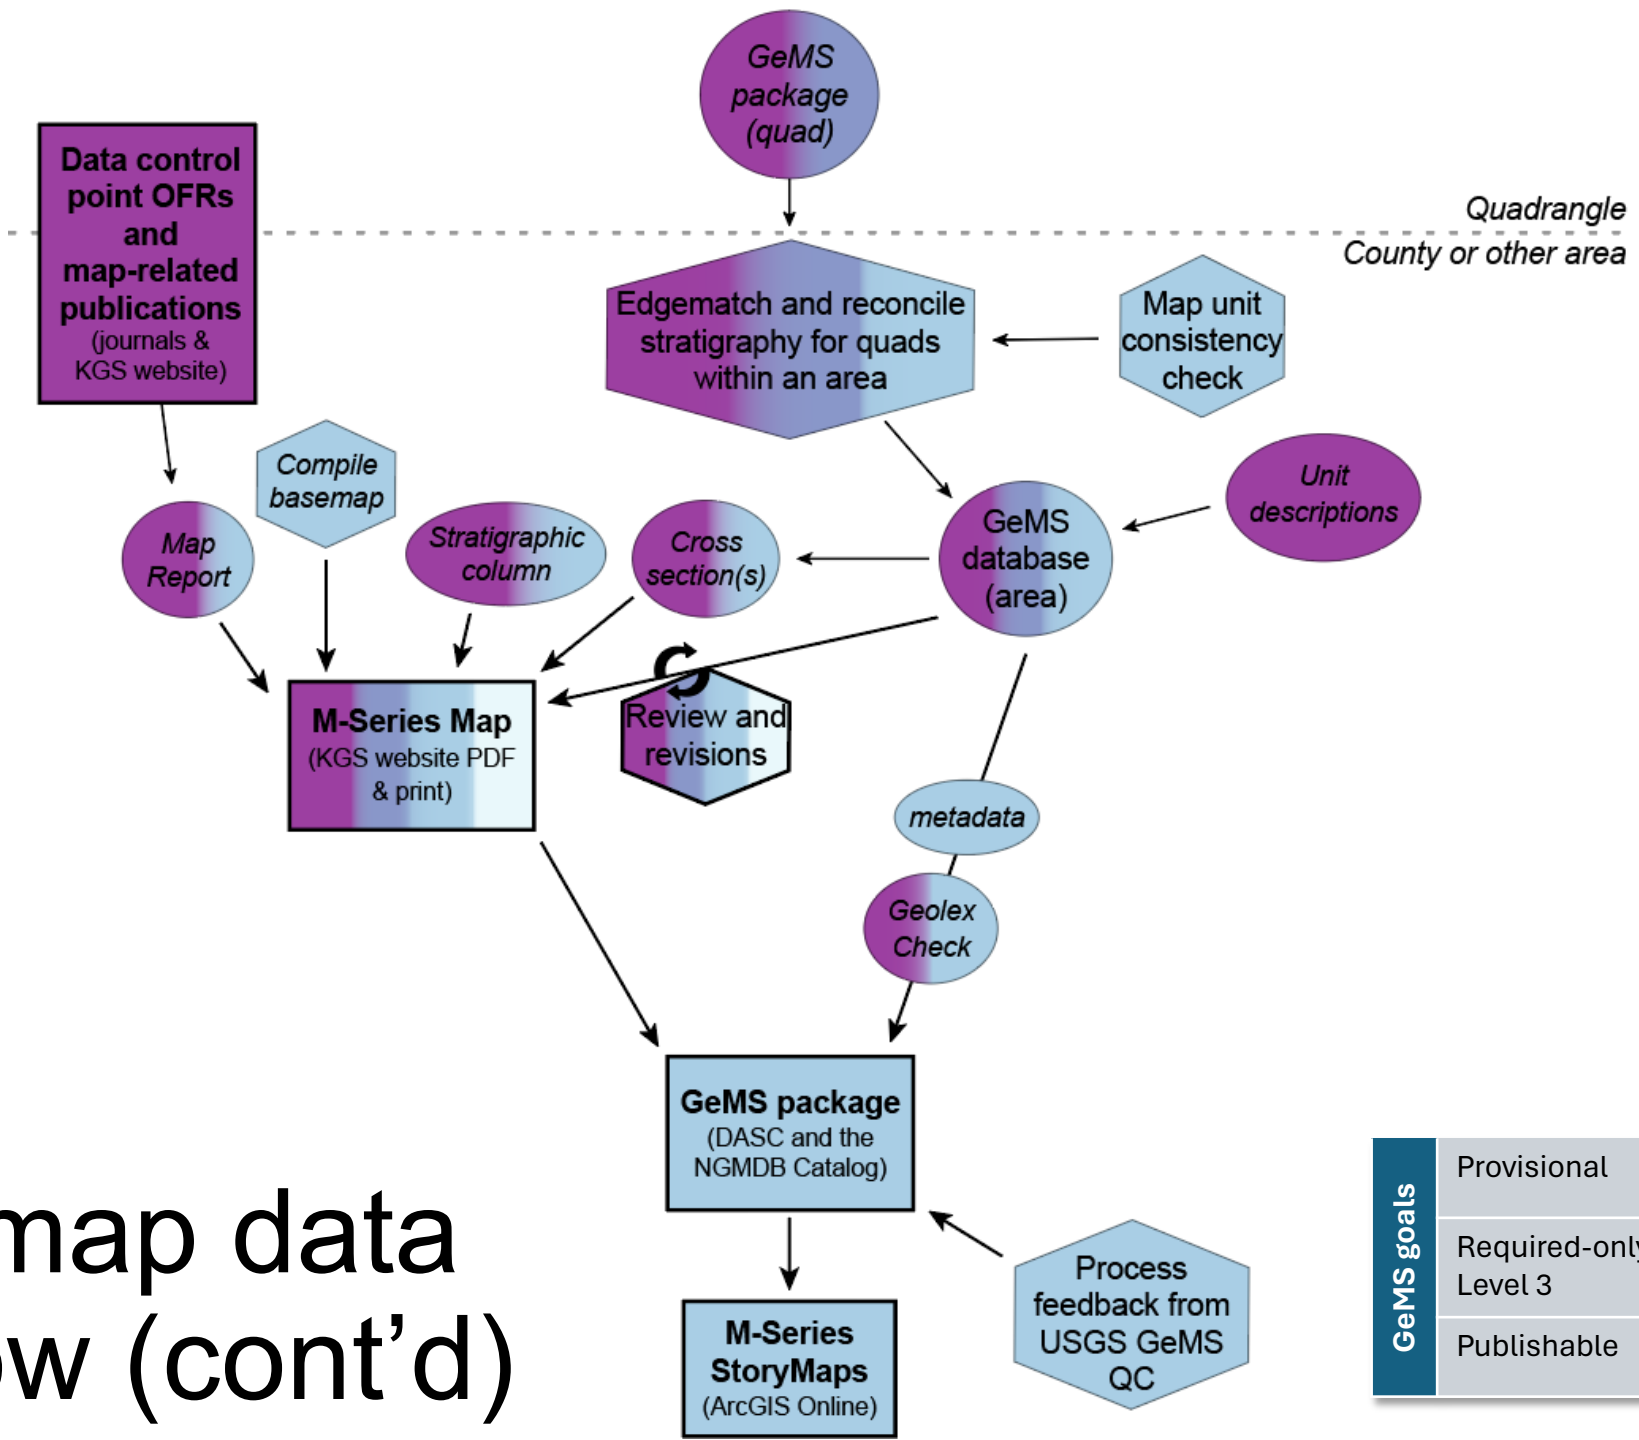 GeMS
package
(quad)
Data control
point OFRs
and
map-related
publications
(journals &
KGS website)
Quadrangle
County or other area
Edgematch and reconcile
stratigraphy for quads
within an area
Map unit
consistency
check
Compile
basemap
Unit
descriptions
Map
Report
Stratigraphic
column
Cross
section(s)
GeMS
database
(area)
M-Series Map
(KGS website PDF
& print)
Review and
revisions
metadata
Geolex
Check
GeMS package
(DASC and the
NGMDB Catalog)
map data
ow (cont’d)
Process
feedback from
USGS GeMS
QC
M-Series
StoryMaps
(ArcGIS Online)
GeMS goals
Provisional
Required-only
Level 3
Publishable